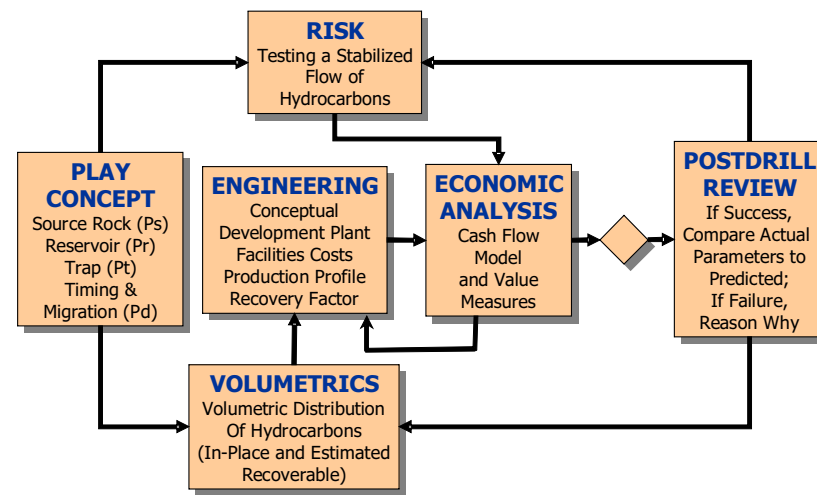 RISK
Testing a Stabilized
Flow of
Hydrocarbons
PLAY
CONCEPT
Source Rock (Ps)
Reservoir (Pr)
Trap (Pt)
Timing &
Migration (Pd)
ENGINEERING
Conceptual
Development Plant
Facilities Costs
Production Profile
Recovery Factor
ECONOMIC
ANALYSIS
Cash Flow
Model
and Value
Measures
POSTDRILL
REVIEW
If Success,
Compare Actual
Parameters to
Predicted;
If Failure,
Reason Why
VOLUMETRICS
Volumetric Distribution
Of Hydrocarbons
(In-Place and Estimated
Recoverable)